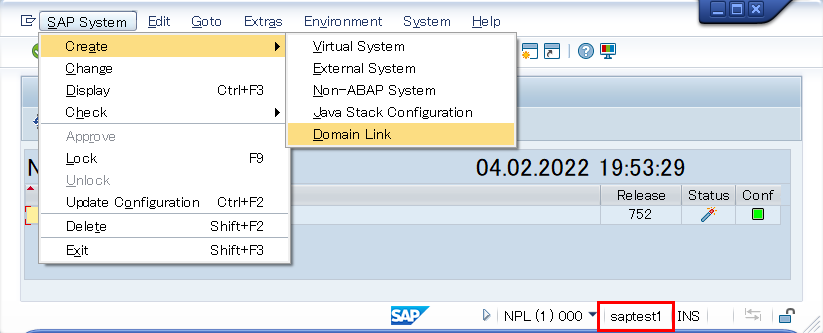 SAP System Edit Goto Extras Environment System Help
Create
Change
Display Ctrl+F3
Check
Approve
Lock F9
Unlock
Update Configuration Ctrl+F2
Delete Shift+F2
Exit Shift+F3
Virtual System
External System
Non-ABAP System
Java Stack Configuration
Domain Link
N 04.02.2022 19:53:29
Release Status Conf
752
SAP NPL (1) 000 saptest1 INS